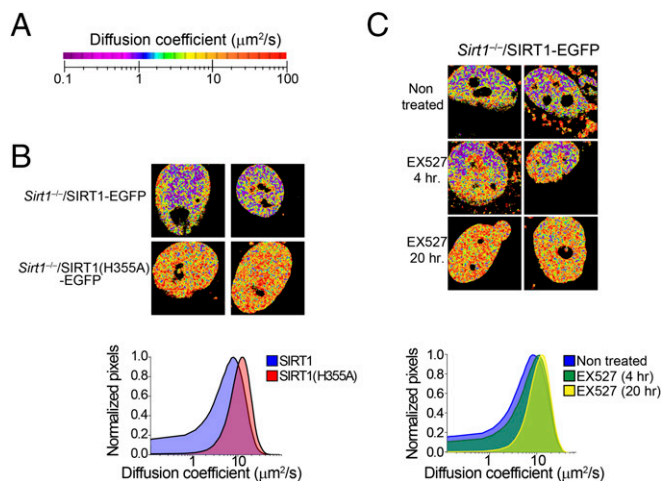 A
Diffusion coefficient (μm²/s)
0.1 1 10 100
B
Sirt1⁻/⁻/SIRT1-EGFP
Sirt1⁻/⁻/SIRT1(H355A)
-EGFP
Normalized pixels
1.0
0.8
0.6
0.4
0.2
0
SIRT1
SIRT1(H355A)
1 10
Diffusion coefficient (μm²/s)
C
Sirt1⁻/⁻/SIRT1-EGFP
Non
treated
EX527
4 hr.
EX527
20 hr.
Normalized pixels
1.0
0.8
0.6
0.4
0.2
0
Non treated
EX527 (4 hr)
EX527 (20 hr)
1 10
Diffusion coefficient (μm²/s)